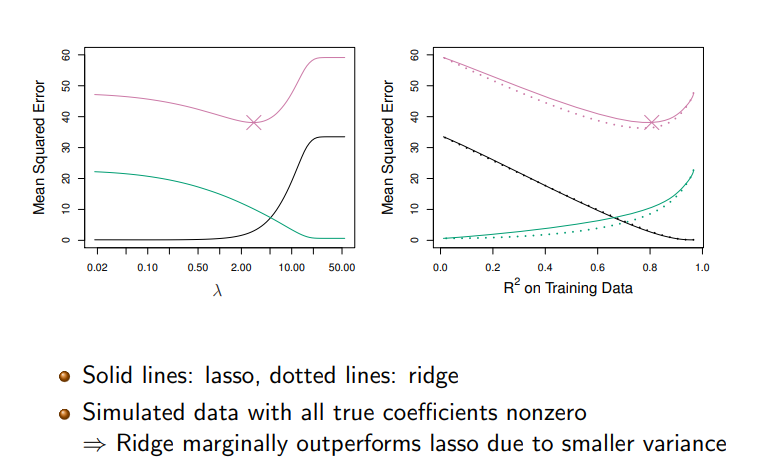 Mean Squared Error
0 10 20 30 40 50 60
0.02 0.10 0.50 2.00 10.00 50.00
λ
Mean Squared Error
0 10 20 30 40 50 60
0.0 0.2 0.4 0.6 0.8 1.0
R² on Training Data
Solid lines: lasso, dotted lines: ridge
Simulated data with all true coefficients nonzero
⇒ Ridge marginally outperforms lasso due to smaller variance